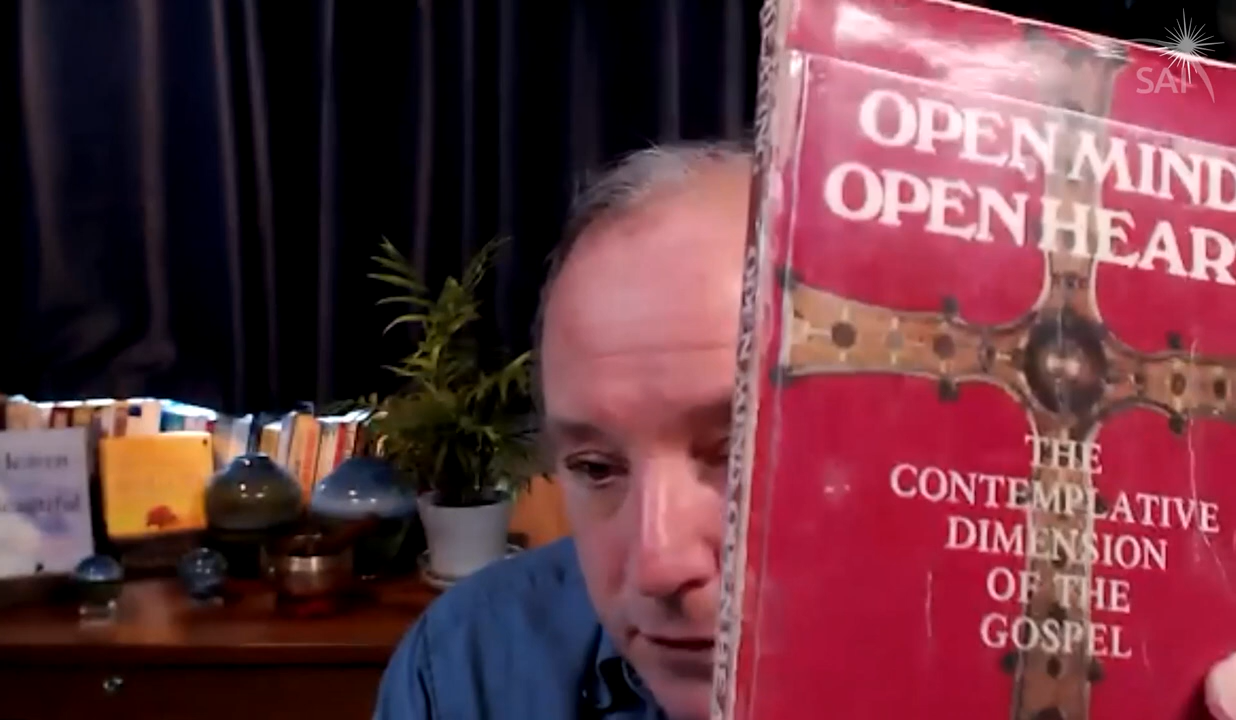 SAI
OPEN MIND
OPEN HEAR
THE
CONTEMPLATIVE
DIMENSION
OF THE
GOSPEL